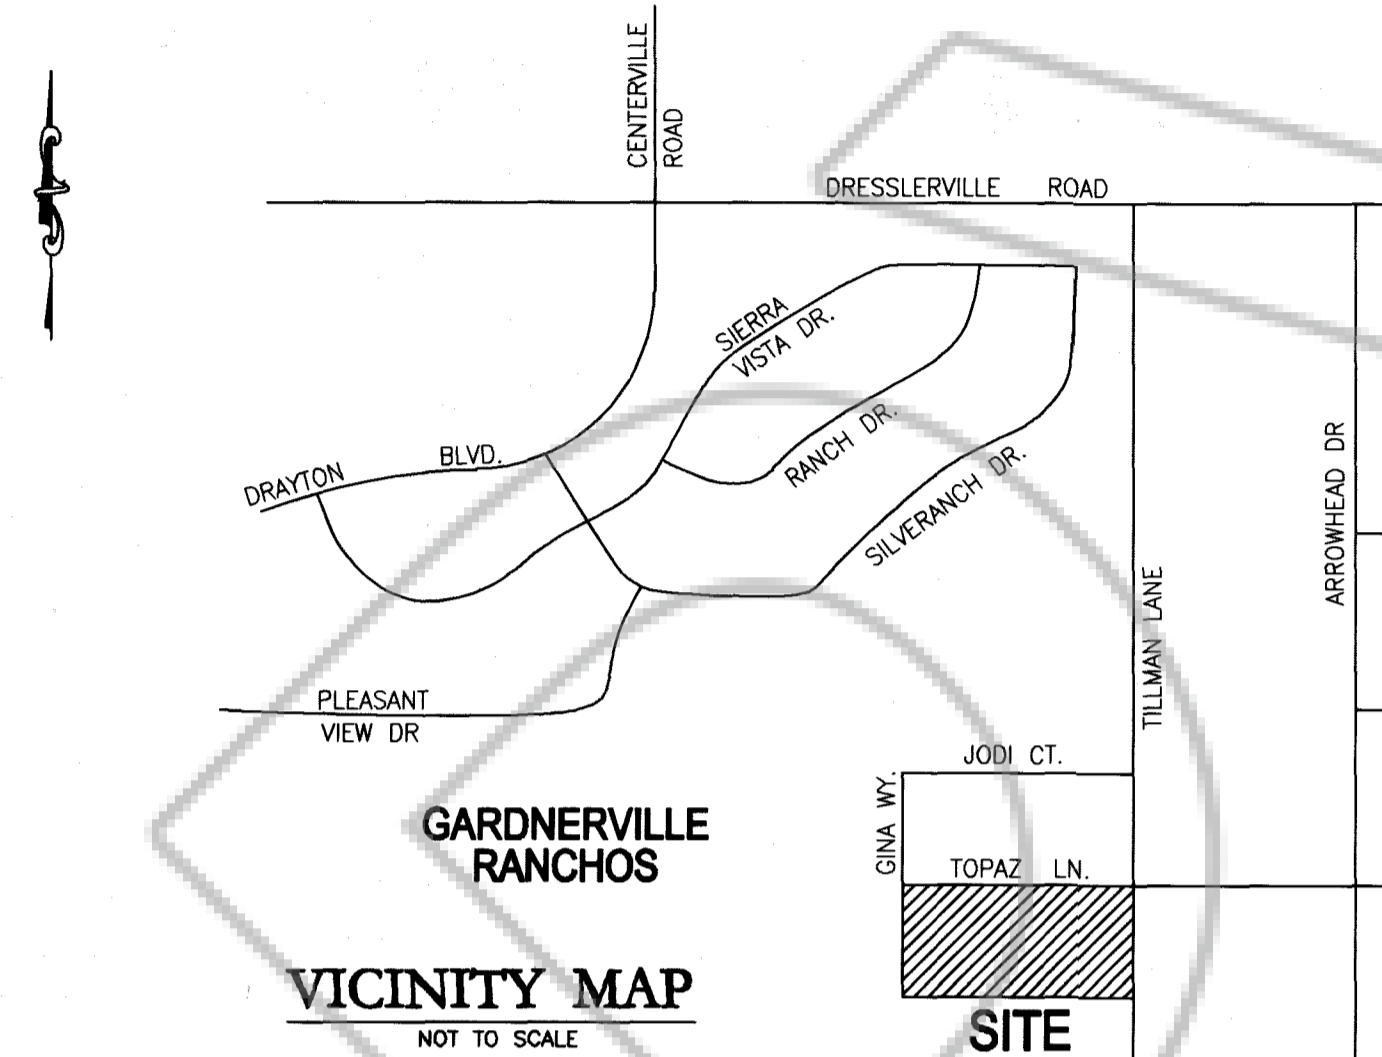 CENTERVILLE
ROAD
DRESSLERVILLE ROAD
SIERRA
VISTA DR.
RANCH DR.
SILVERANCH DR.
DRAYTON BLVD.
ARROWHEAD DR
TILLMAN LANE
PLEASANT
VIEW DR
JODI CT.
GINA WY.
TOPAZ LN.
GARDNERVILLE
RANCHOS
VICINITY MAP
NOT TO SCALE
SITE